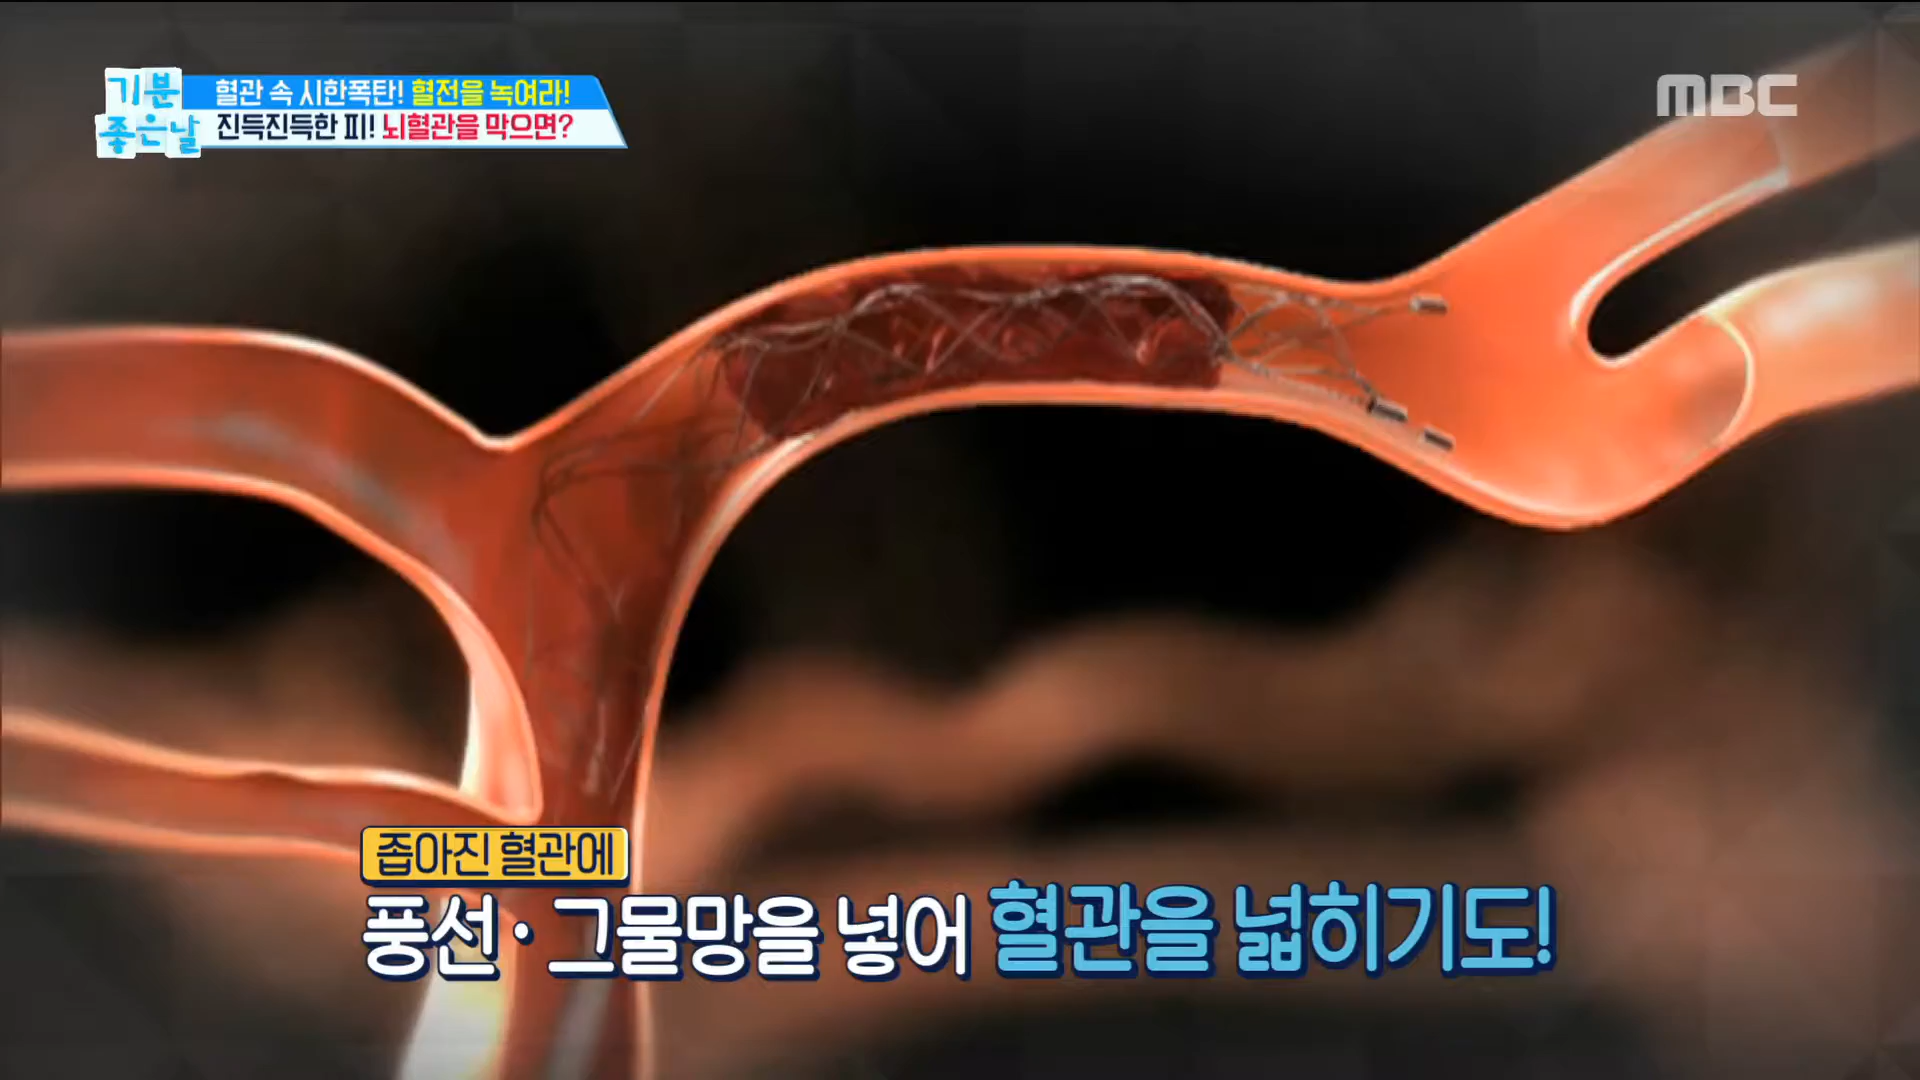 기분
좋은날
혈관 속 시한폭탄! 혈전을 녹여라!
진득진득한 피! 뇌혈관을 막으면?
MBC
좁아진 혈관에
풍선· 그물망을 넣어 혈관을 넓히기도!